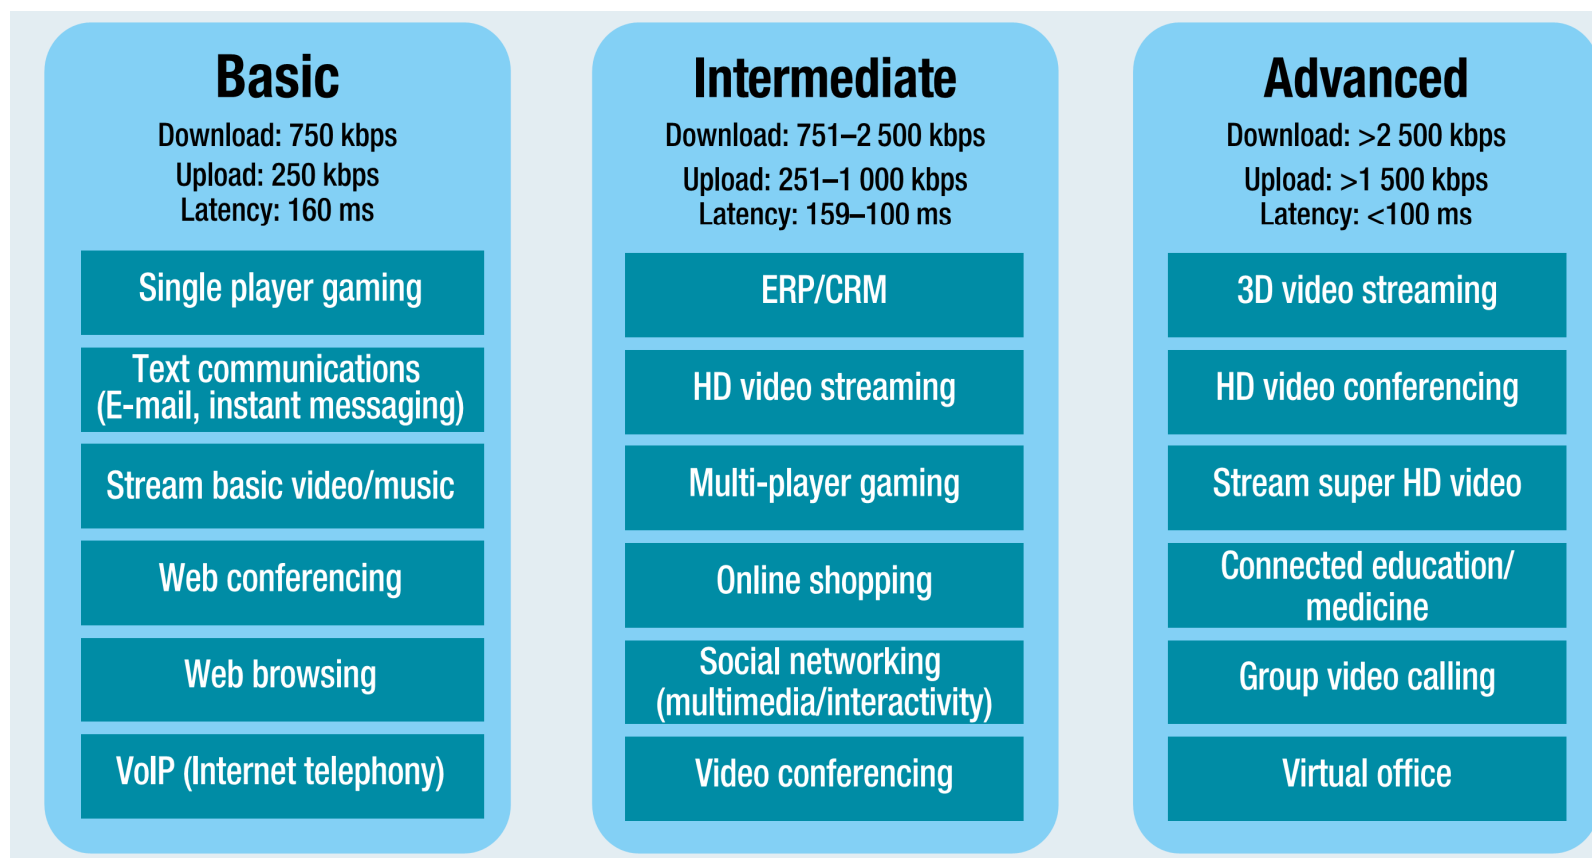 Basic
Download: 750 kbps
Upload: 250 kbps
Latency: 160 ms
Single player gaming
Text communications
(E-mail, instant messaging)
Stream basic video/music
Web conferencing
Web browsing
VoIP (Internet telephony)
Intermediate
Download: 751–2 500 kbps
Upload: 251–1 000 kbps
Latency: 159–100 ms
ERP/CRM
HD video streaming
Multi-player gaming
Online shopping
Social networking
(multimedia/interactivity)
Video conferencing
Advanced
Download: >2 500 kbps
Upload: >1 500 kbps
Latency: <100 ms
3D video streaming
HD video conferencing
Stream super HD video
Connected education/
medicine
Group video calling
Virtual office